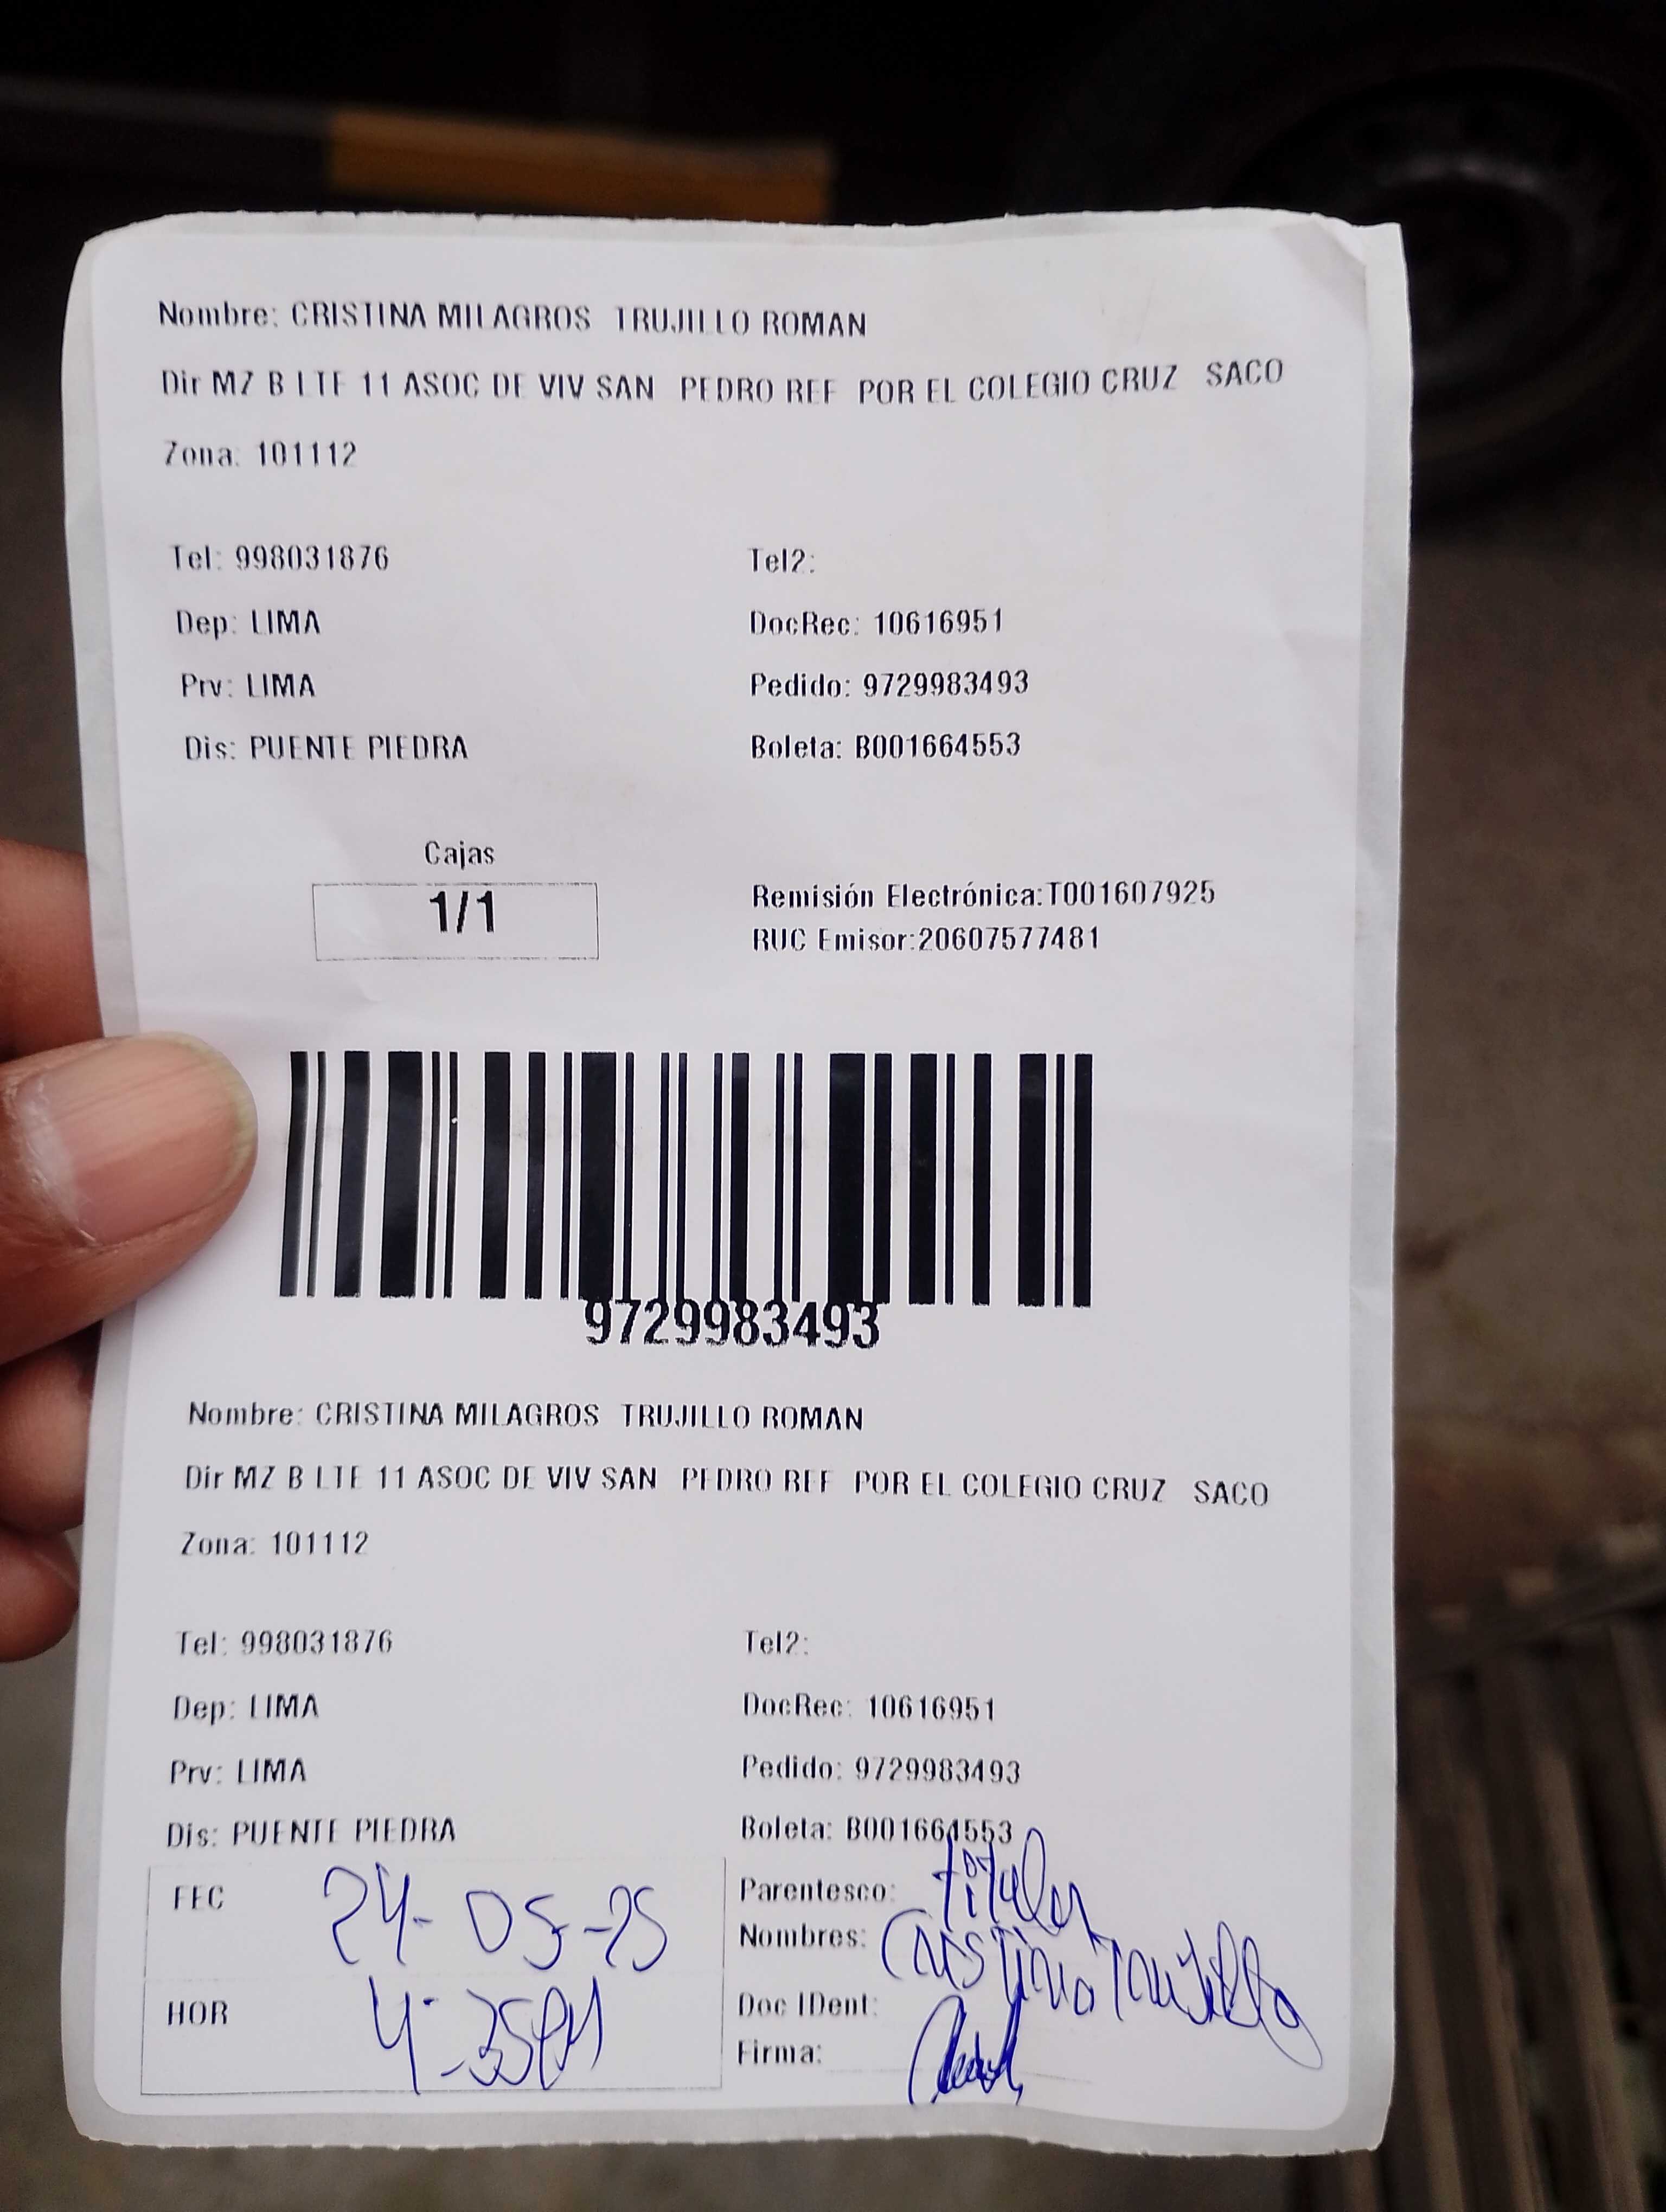 Nombre: CRISTINA MILAGROS TRUJILLO ROMAN
Dir MZ B LTE 11 ASOC DE VIV SAN PEDRO REF POR EL COLEGIO CRUZ SACO
Zona: 101112
Tel: 998031876 Tel2:
Dep: LIMA DocRec: 10616951
Prv: LIMA Pedido: 9729983493
Dis: PUENTE PIEDRA Boleta: B001664553
Cajas
1/1
Remisión Electrónica:T001607925
RUC Emisor:20607577481
9729983493
Nombre: CRISTINA MILAGROS TRUJILLO ROMAN
Dir MZ B LTE 11 ASOC DE VIV SAN PEDRO REF POR EL COLEGIO CRUZ SACO
Zona: 101112
Tel: 998031876 Tel2:
Dep: LIMA DocRec: 10616951
Prv: LIMA Pedido: 9729983493
Dis: PUENTE PIEDRA Boleta: B001664553
FEC 24-05-25
HOR 4-35PM
Parentesco: titular
Nombres: Cristina Trujillo
Doc IDent:
Firma: